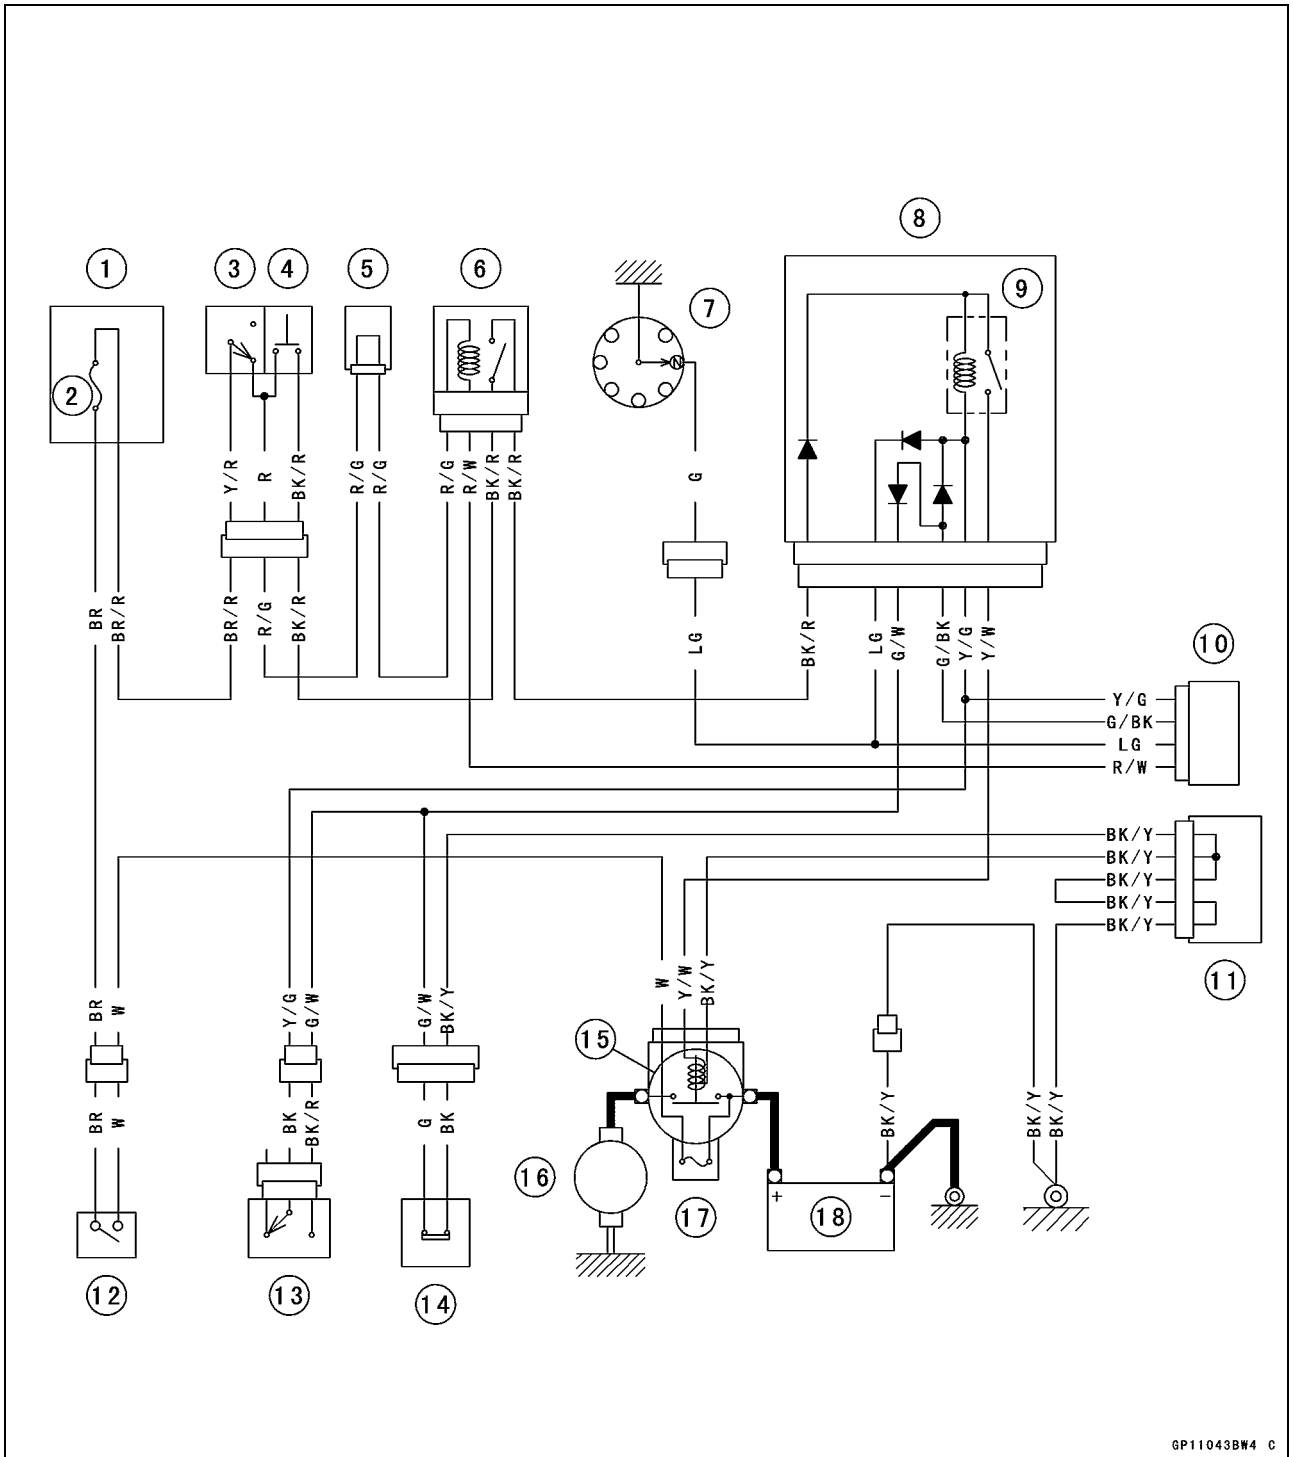 8
1
3
4
5
6
7
9
2
N
Y/R
R
BK/R
R/G
R/G
R/G
R/W
BK/R
BK/R
G
BR
BR/R
BR/R
R/G
BK/R
LG
BK/R
LG
G/W
G/BK
Y/G
Y/W
10
Y/G
G/BK
LG
R/W
BK/Y
BK/Y
BK/Y
BK/Y
BK/Y
11
BR
W
Y/G
G/W
G/W
BK/Y
W
Y/W
BK/Y
15
BR
W
BK
BK/R
G
BK
BK/Y
BK/Y
BK/Y
16
17
+
−
18
12
13
14
GP11043BW4 C